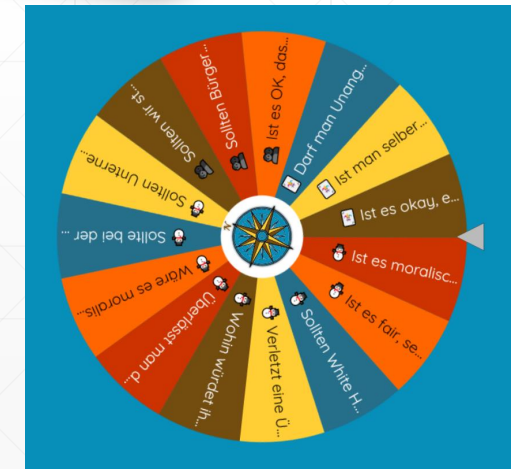 Ist es OK, das...
Darf man Unang...
Ist man selber...
Ist es okay, e...
Ist es moralisc...
Ist es fair, se...
Sollten White H...
Verletzt eine Ü...
Wohin würdet ih...
Überlässt man d...
Wäre es moralis...
Sollte bei der ...
Sollten Unterne...
Sollten wir st...
Sollten Bürger...